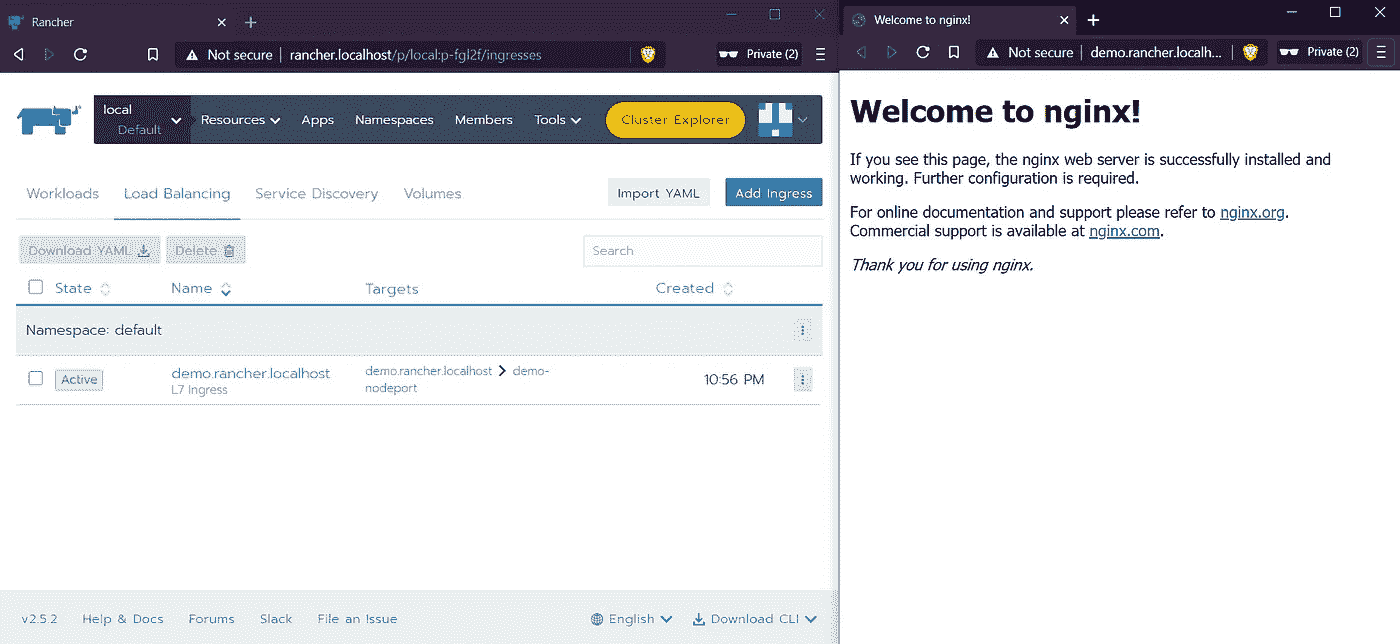 Rancher
Not secure rancher.localhost/p/local:p-fgl2f/ingresses Private (2)
local
Default
Resources Apps Namespaces Members Tools Cluster Explorer
Workloads Load Balancing Service Discovery Volumes Import YAML Add Ingress
Download YAML Delete Search
State Name Targets Created
Namespace: default
Active demo.rancher.localhost demo.rancher.localhost > demo-nodeport 10:56 PM
L7 Ingress
v2.5.2 Help & Docs Forums Slack File an Issue English Download CLI
Welcome to nginx!
Not secure demo.rancher.localh... Private (2)
Welcome to nginx!
If you see this page, the nginx web server is successfully installed and
working. Further configuration is required.
For online documentation and support please refer to nginx.org.
Commercial support is available at nginx.com.
Thank you for using nginx.